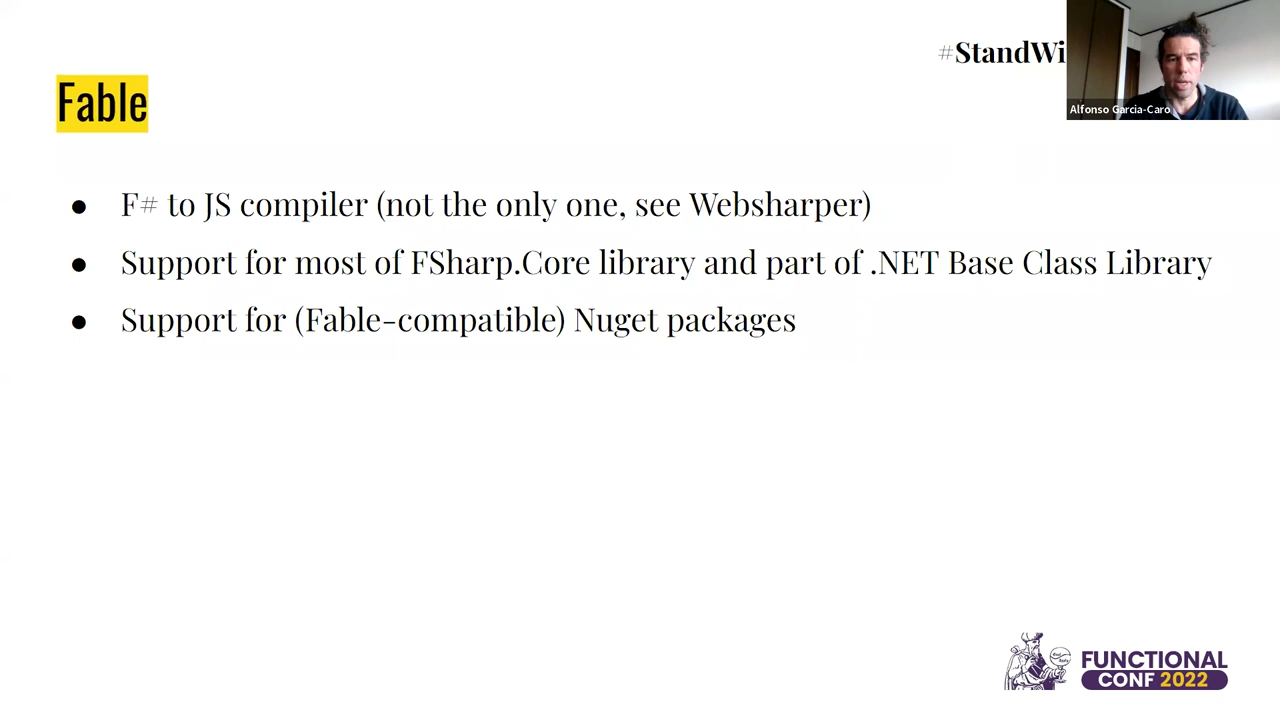 #StandWi
Alfonso Garcia-Caro
Fable
● F# to JS compiler (not the only one, see Websharper)
● Support for most of FSharp.Core library and part of .NET Base Class Library
● Support for (Fable-compatible) Nuget packages
FUNCTIONAL
CONF 2022